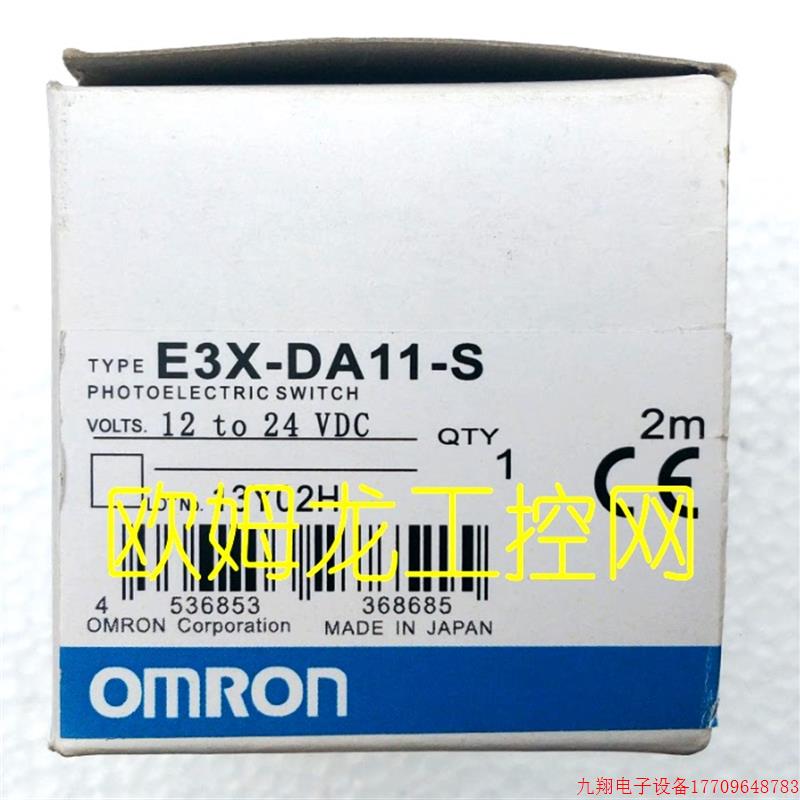 TYPE E3X-DA11-S
PHOTOELECTRIC SWITCH
VOLTS. 12 to 24 VDC
QTY 1
2m
CE
欧姆龙工控网
4 536853 368685
OMRON Corporation MADE IN JAPAN
OMRON
九翔电子设备17709648783